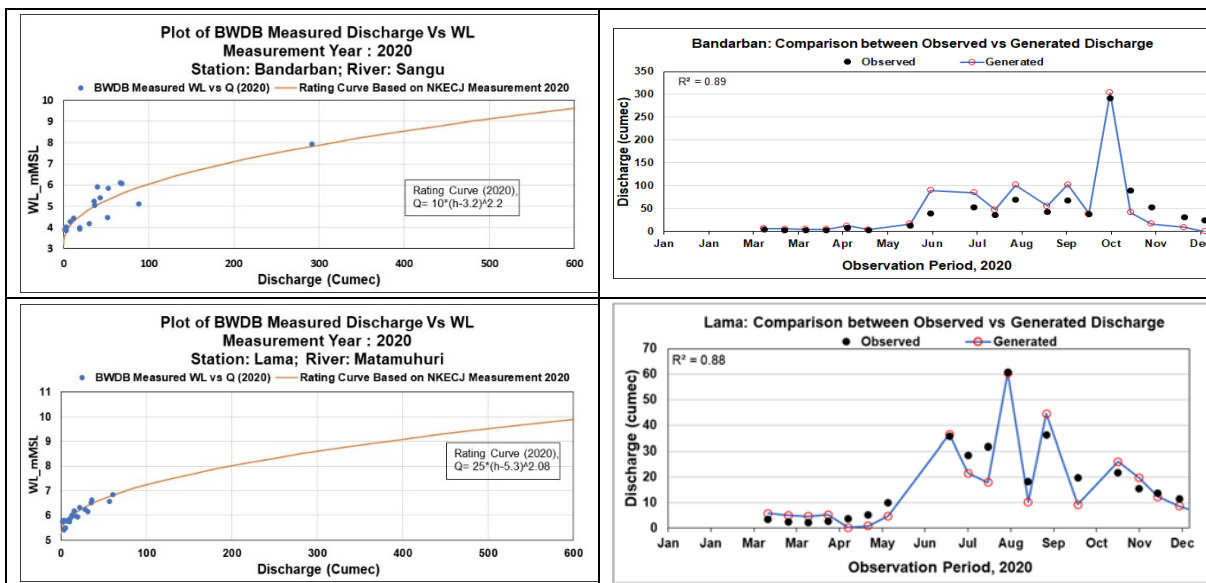 Plot of BWDB Measured Discharge Vs WL
Measurement Year : 2020
Station: Bandarban; River: Sangu
BWDB Measured WL vs Q (2020) Rating Curve Based on NKECJ Measurement 2020
WL_mMSL
10
9
8
7
6
5
4
3
Rating Curve (2020),
Q= 10*(h-3.2)^2.2
0 100 200 300 400 500 600
Discharge (Cumec)
Bandarban: Comparison between Observed vs Generated Discharge
Observed Generated
R² = 0.89
Discharge (cumec)
350
300
250
200
150
100
50
0
Jan Jan Mar Mar Apr May Jun Jul Aug Sep Oct Nov Dec
Observation Period, 2020
Plot of BWDB Measured Discharge Vs WL
Measurement Year : 2020
Station: Lama; River: Matamuhuri
BWDB Measured WL vs Q (2020) Rating Curve Based on NKECJ Measurement 2020
WL_mMSL
11
10
9
8
7
6
5
Rating Curve (2020),
Q= 25*(h-5.3)^2.08
0 100 200 300 400 500 600
Discharge (Cumec)
Lama: Comparison between Observed vs Generated Discharge
Observed Generated
R² = 0.88
Discharge (cumec)
70
60
50
40
30
20
10
0
Jan Jan Mar Mar Apr May Jun Jul Aug Sep Oct Nov Dec
Observation Period, 2020